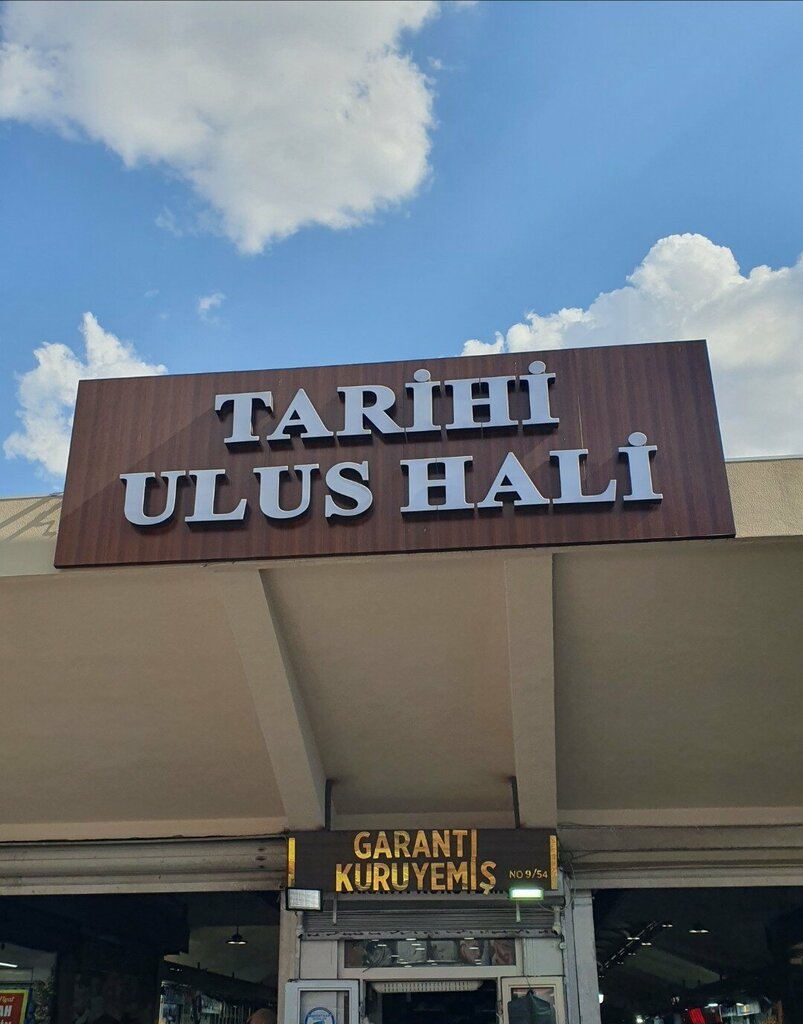 TARİHİ
ULUS HALİ
GARANTİ
KURUYEMİŞ
NO 9/54